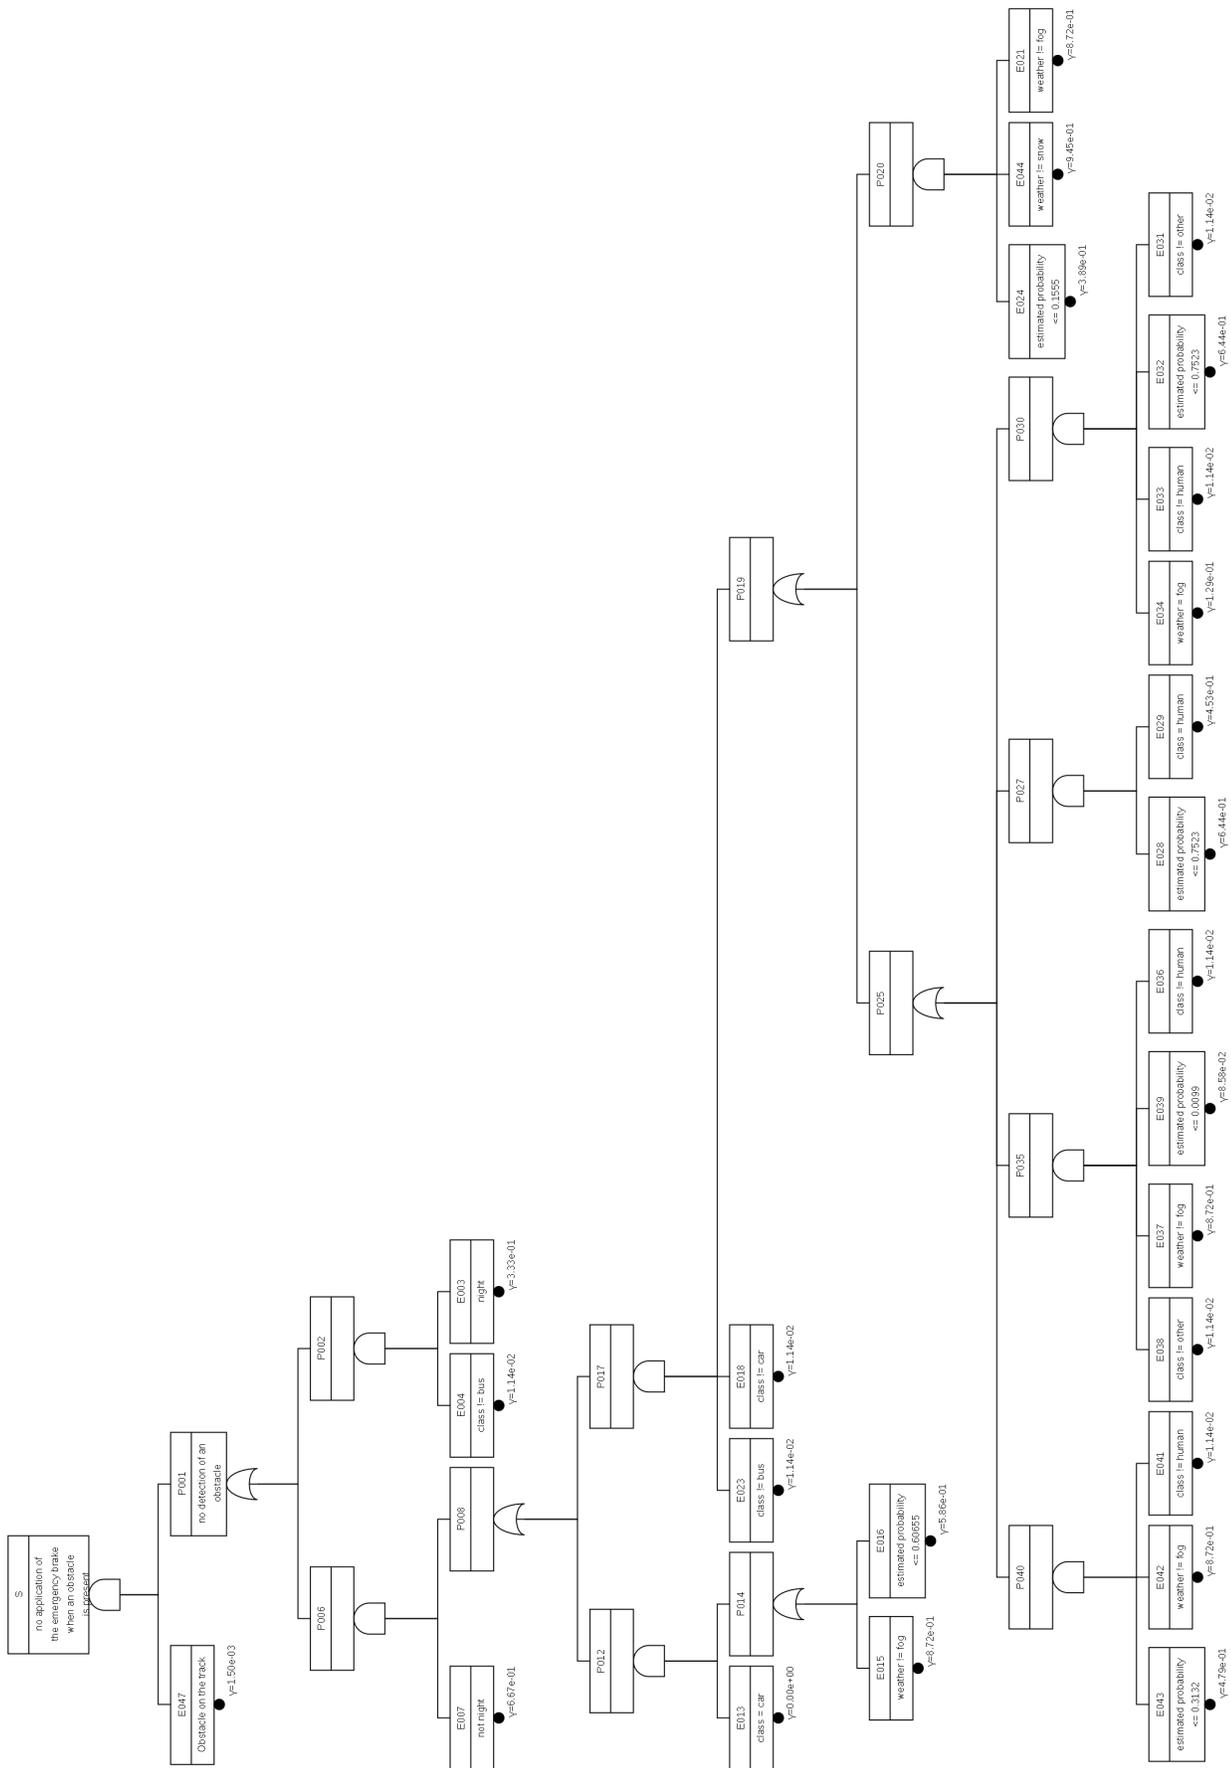 S
no application of
the emergency brake
when an obstacle
is present
E047
Obstacle on the track
Y=1.50e-03
P001
no detection of an
obstacle
P006
P002
E007
not night
Y=6.67e-01
P008
E004
class != bus
Y=1.14e-02
E003
night
Y=3.33e-01
P012
P017
E013
class = car
Y=0.00e+00
P014
E023
class != bus
Y=1.14e-02
E018
class != car
Y=1.14e-02
P019
E015
weather != fog
Y=8.72e-01
E016
estimated probability
<= 0.60655
Y=5.86e-01
P025
P020
P040
P035
P027
P030
E024
estimated probability
<= 0.1555
Y=3.89e-01
E044
weather != snow
Y=9.45e-01
E021
weather != fog
Y=8.72e-01
E043
estimated probability
<= 0.3132
Y=4.79e-01
E042
weather != fog
Y=8.72e-01
E041
class != human
Y=1.14e-02
E038
class != other
Y=1.14e-02
E037
weather != fog
Y=8.72e-01
E039
estimated probability
<= 0.0099
Y=8.58e-02
E036
class != human
Y=1.14e-02
E028
estimated probability
<= 0.7523
Y=6.44e-01
E029
class = human
Y=4.53e-01
E034
weather = fog
Y=1.29e-01
E033
class != human
Y=1.14e-02
E032
estimated probability
<= 0.7523
Y=6.44e-01
E031
class != other
Y=1.14e-02